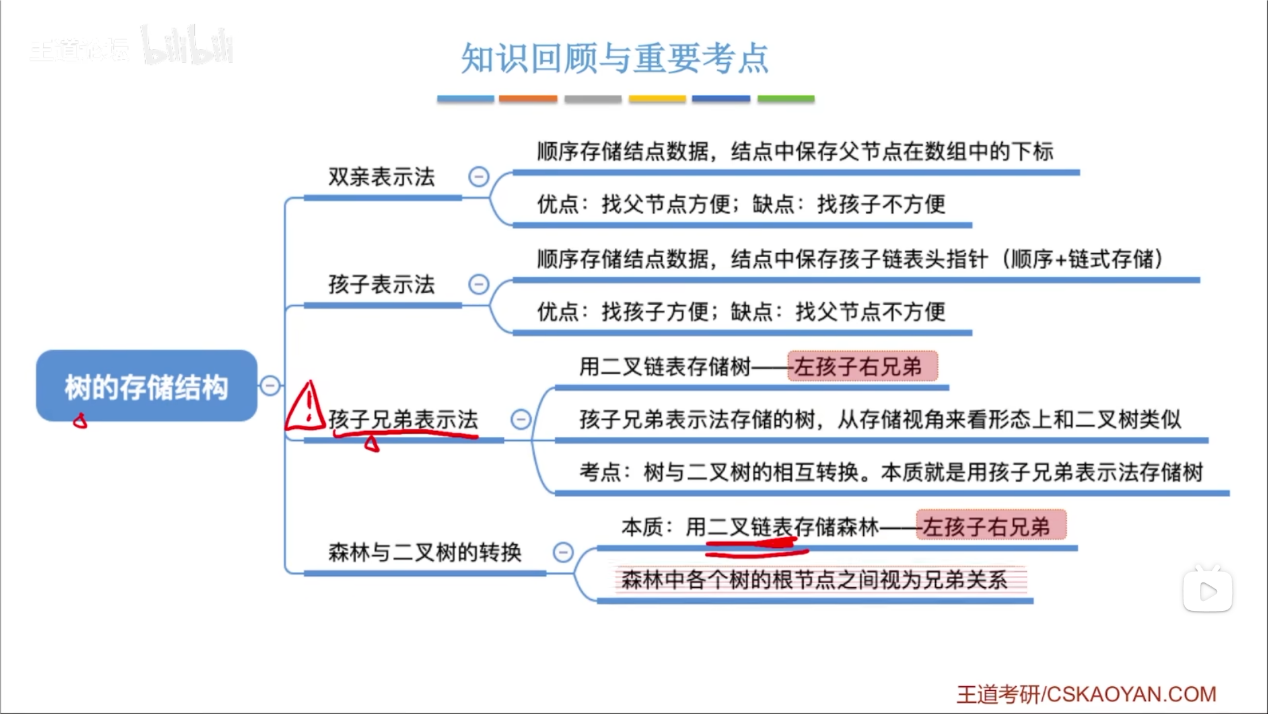 王道论坛 bilibili
知识回顾与重要考点
双亲表示法
顺序存储结点数据，结点中保存父节点在数组中的下标
优点：找父节点方便；缺点：找孩子不方便
孩子表示法
顺序存储结点数据，结点中保存孩子链表头指针（顺序+链式存储）
优点：找孩子方便；缺点：找父节点不方便
树的存储结构
孩子兄弟表示法
用二叉链表存储树——左孩子右兄弟
孩子兄弟表示法存储的树，从存储视角来看形态上和二叉树类似
考点：树与二叉树的相互转换。本质就是用孩子兄弟表示法存储树
森林与二叉树的转换
本质：用二叉链表存储森林——左孩子右兄弟
森林中各个树的根节点之间视为兄弟关系
王道考研/CSKAOYAN.COM